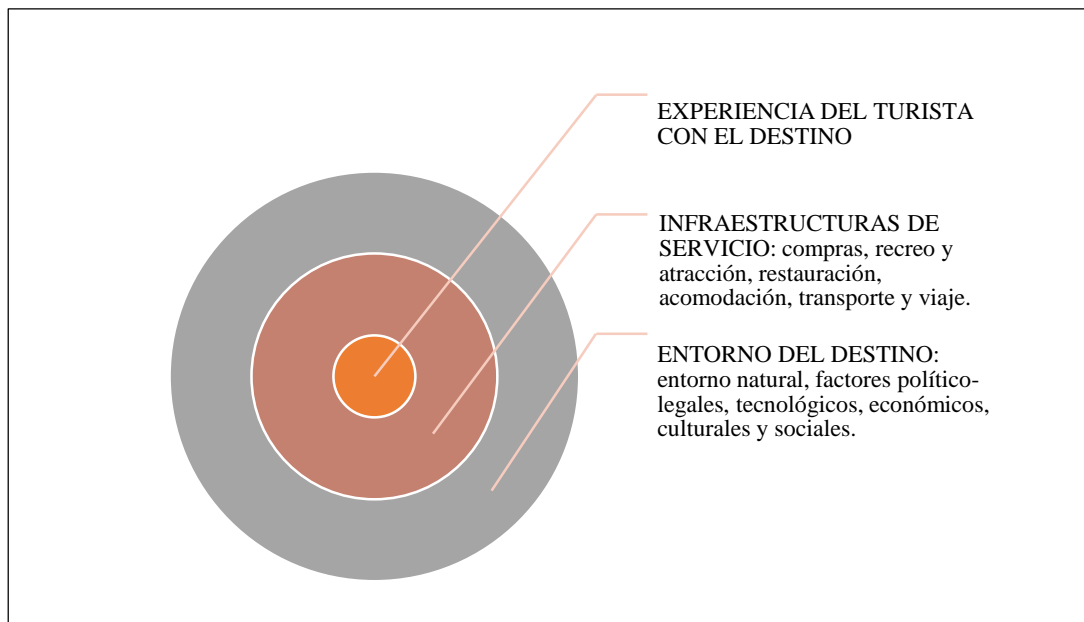 EXPERIENCIA DEL TURISTA
CON EL DESTINO
INFRAESTRUCTURAS DE
SERVICIO: compras, recreo y
atracción, restauración,
acomodación, transporte y viaje.
ENTORNO DEL DESTINO:
entorno natural, factores político-
legales, tecnológicos, económicos,
culturales y sociales.